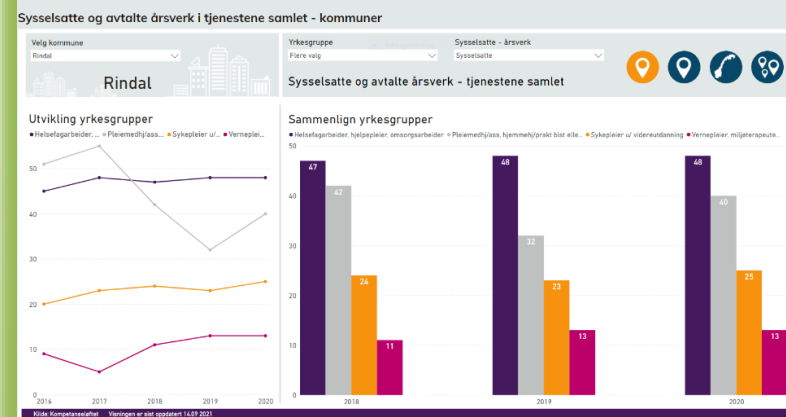 Sysselsatte og avtalte årsverk i tjenestene samlet - kommuner
Velg kommune
Rindal
Rindal
Yrkesgruppe
Flere valg
Sysselsatte - årsverk
Sysselsatte
Sysselsatte og avtalte årsverk - tjenestene samlet
Utvikling yrkesgrupper
Helsefagarbeider, ... Pleiemedhj/ass... Sykepleier u/... Verneplei...
50
40
30
20
10
0
2016 2017 2018 2019 2020
Sammenlign yrkesgrupper
Helsefagarbeider, hjelpepleier, omsorgsarbeider Pleiemedhj/ass, hjemmehj/prakt bist elle... Sykepleier u/ videreutdanning Vernepleier, miljøterapeute...
50
40
30
20
10
0
47 42 24 11
48 32 23 13
48 40 25 13
2018 2019 2020
Kilde: Kompetanseløftet Visningen er sist oppdatert 14.09 2021